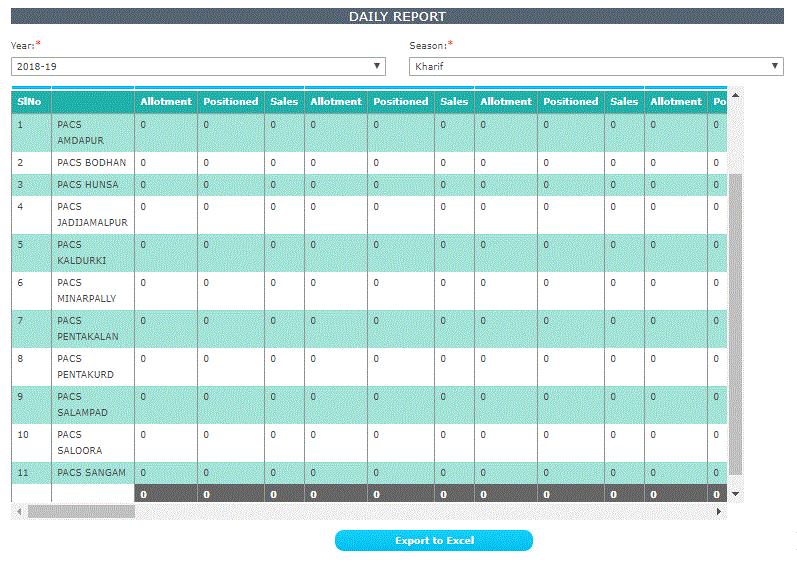 DAILY REPORT
Year:* Season:*
2018-19 Kharif
SlNo Allotment Positioned Sales Allotment Positioned Sales Allotment Positioned Sales Allotment Po
1 PACS AMDAPUR 0 0 0 0 0 0 0 0 0 0 0
2 PACS BODHAN 0 0 0 0 0 0 0 0 0 0 0
3 PACS HUNSA 0 0 0 0 0 0 0 0 0 0 0
4 PACS JADIJAMALPUR 0 0 0 0 0 0 0 0 0 0 0
5 PACS KALDURKI 0 0 0 0 0 0 0 0 0 0 0
6 PACS MINARPALLY 0 0 0 0 0 0 0 0 0 0 0
7 PACS PENTAKALAN 0 0 0 0 0 0 0 0 0 0 0
8 PACS PENTAKURD 0 0 0 0 0 0 0 0 0 0 0
9 PACS SALAMPAD 0 0 0 0 0 0 0 0 0 0 0
10 PACS SALOORA 0 0 0 0 0 0 0 0 0 0 0
11 PACS SANGAM 0 0 0 0 0 0 0 0 0 0 0
0 0 0 0 0 0 0 0 0 0 0
Export to Excel